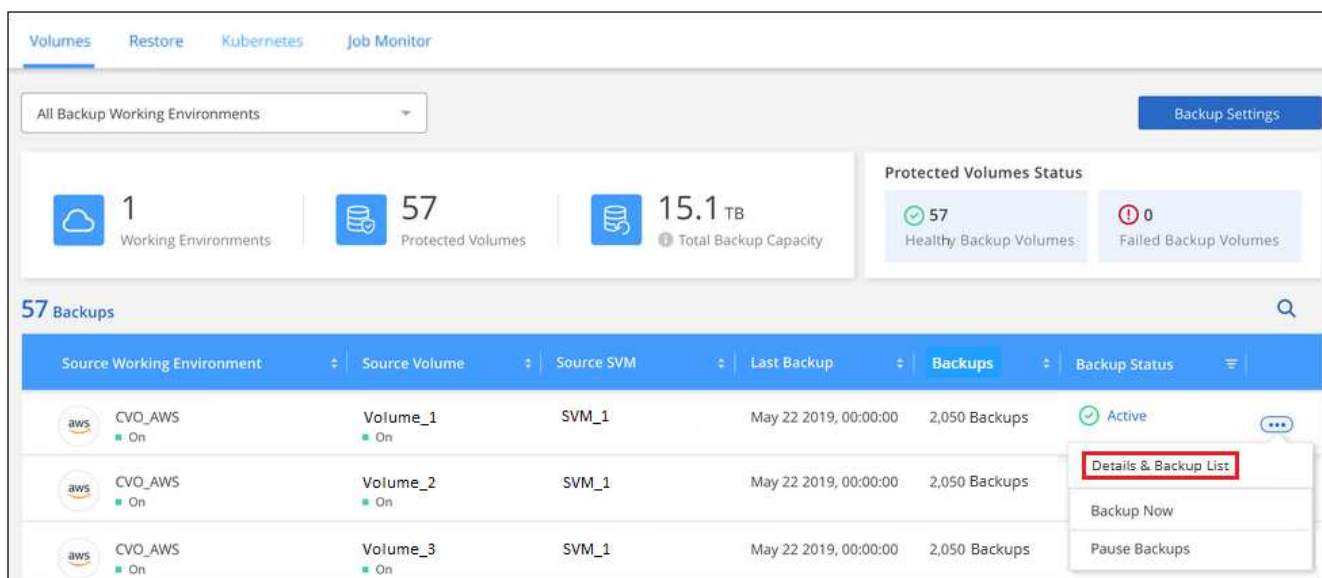 Volumes Restore Kubernetes Job Monitor
All Backup Working Environments
Backup Settings
1
Working Environments
57
Protected Volumes
15.1 TB
Total Backup Capacity
Protected Volumes Status
57
Healthy Backup Volumes
0
Failed Backup Volumes
57 Backups
Source Working Environment Source Volume Source SVM Last Backup Backups Backup Status
aws CVO_AWS Volume_1 SVM_1 May 22 2019, 00:00:00 2,050 Backups Active
On On
Details & Backup List
aws CVO_AWS Volume_2 SVM_1 May 22 2019, 00:00:00 2,050 Backups
On On
Backup Now
aws CVO_AWS Volume_3 SVM_1 May 22 2019, 00:00:00 2,050 Backups
Pause Backups
On On